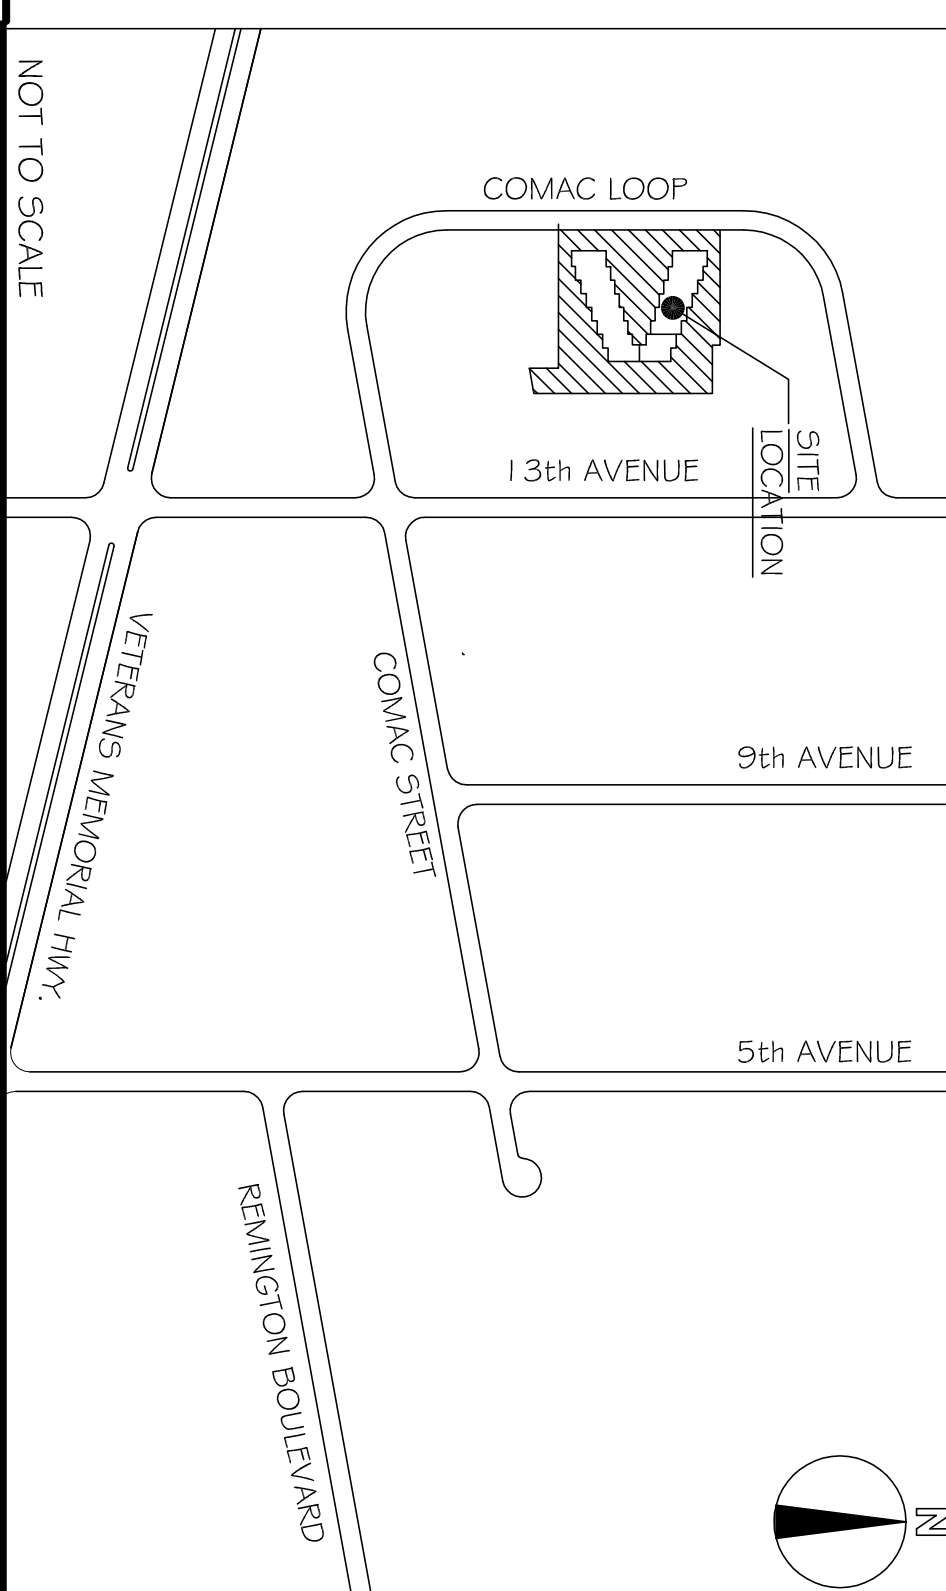 NOT TO SCALE
COMAC LOOP
SITE
LOCATION
13th AVENUE
VETERANS MEMORIAL HWY.
COMAC STREET
9th AVENUE
5th AVENUE
REMINGTON BOULEVARD
N